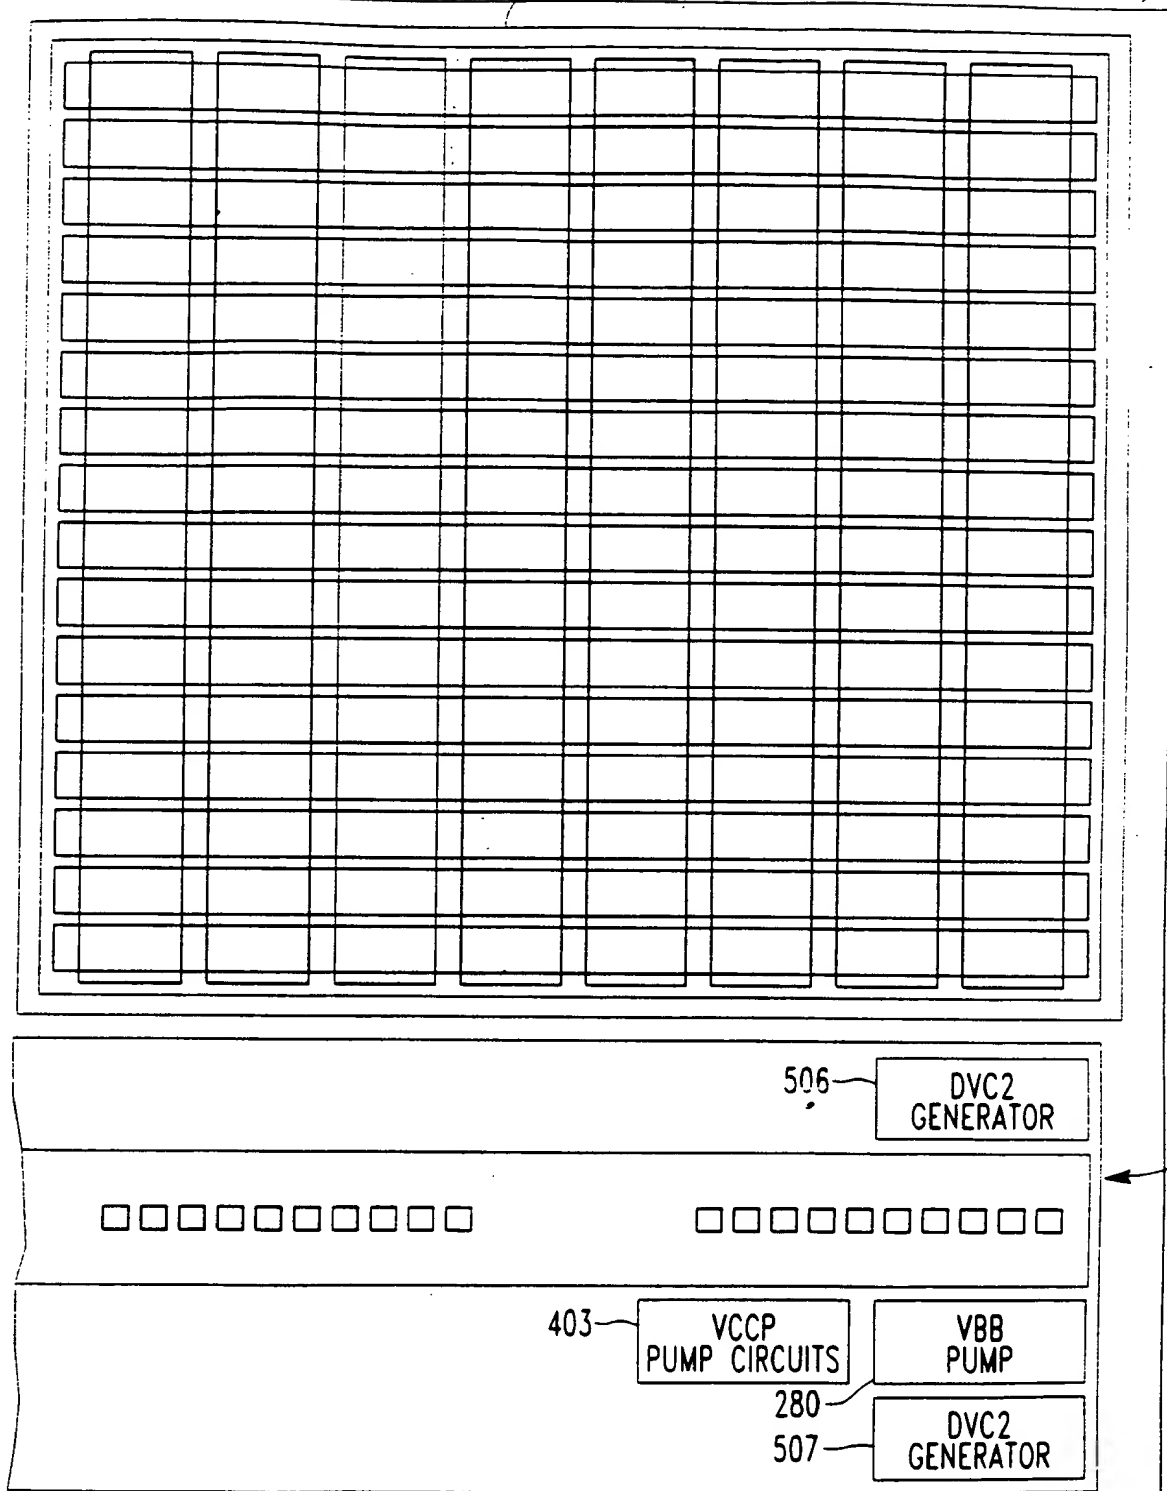 506
DVC2
GENERATOR
403
VCCP
PUMP CIRCUITS
VBB
PUMP
280
507
DVC2
GENERATOR